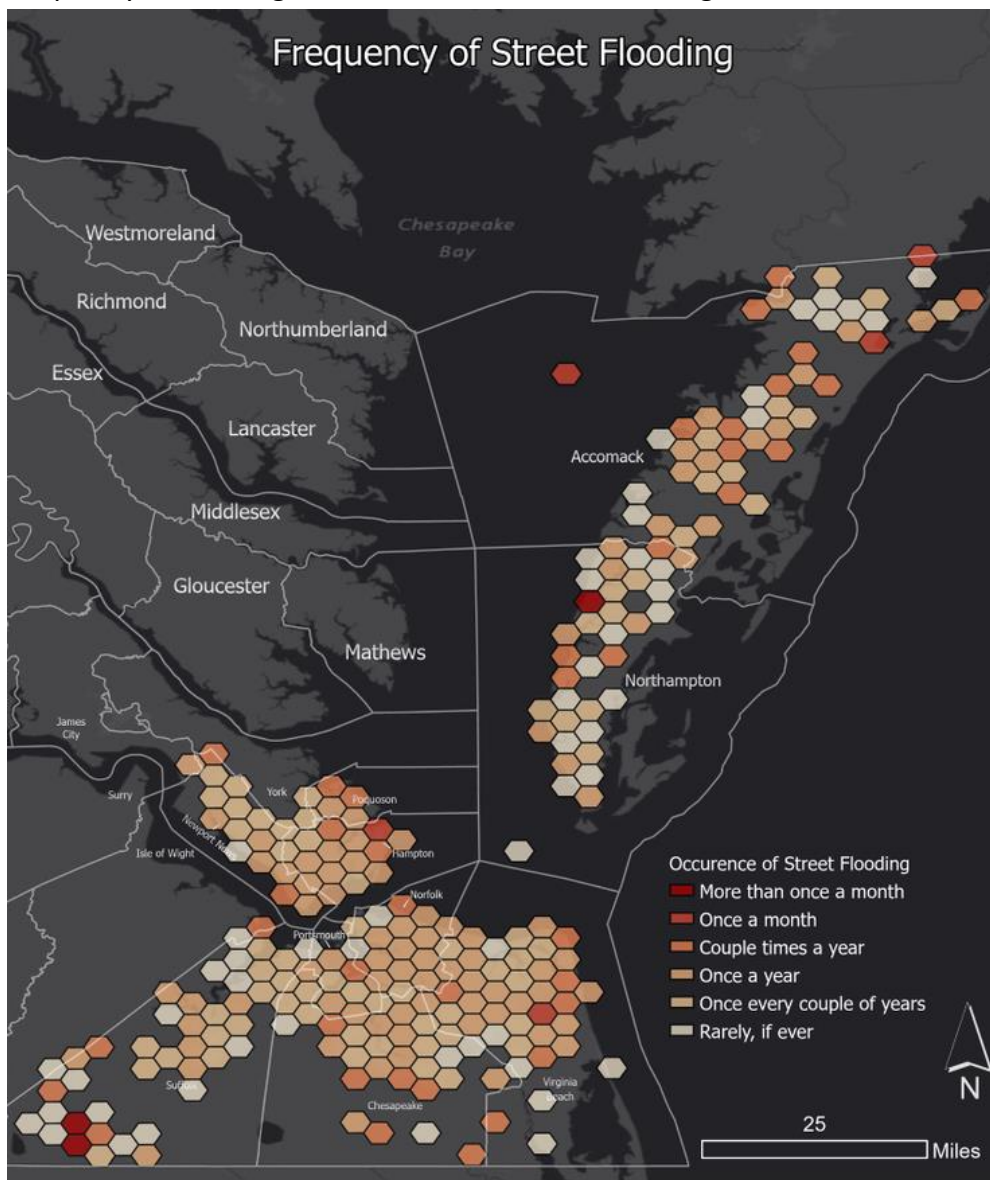 Frequency of Street Flooding
Chesapeake
Bay
Westmoreland
Richmond
Northumberland
Essex
Lancaster
Accomack
Middlesex
Gloucester
Mathews
Northampton
James
City
York
Surry
Poquoson
Newport News
Isle of Wight
Hampton
Norfolk
Portsmouth
Suffolk
Virginia
Beach
Chesapeake
Occurence of Street Flooding
More than once a month
Once a month
Couple times a year
Once a year
Once every couple of years
Rarely, if ever
N
25
Miles